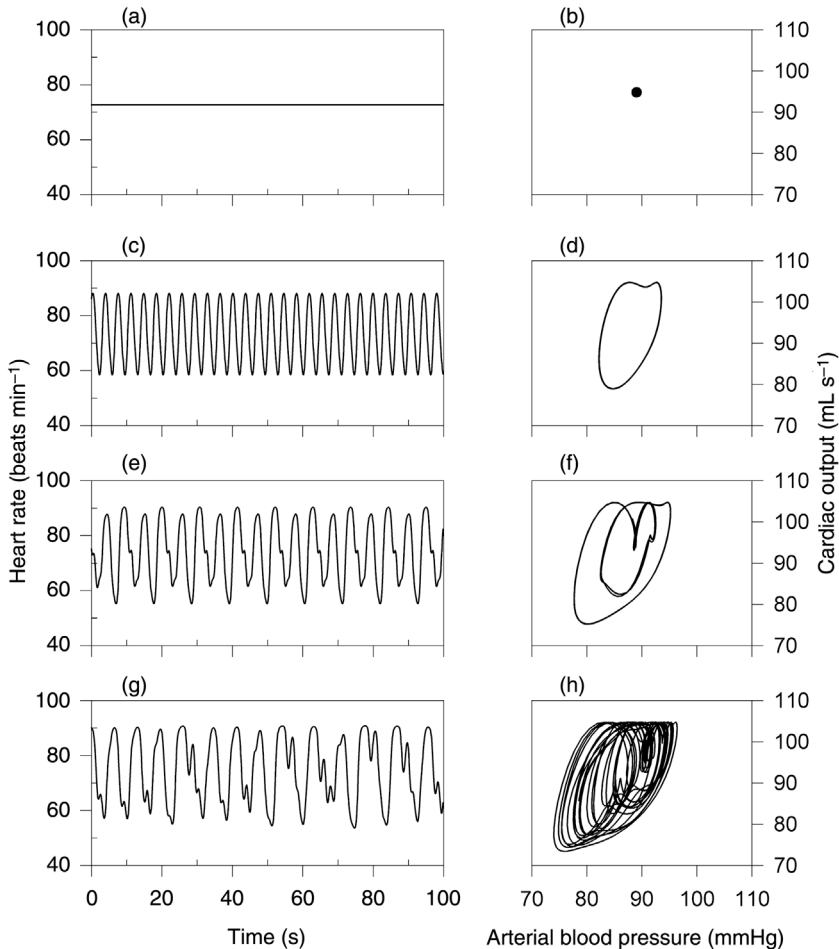 (a) (b)
100 110
80 100
60 90
40 80
70
(c) (d)
100 110
80 100
60 90
40 80
70
(e) (f)
100 110
80 100
60 90
40 80
70
(g) (h)
100 110
80 100
60 90
40 80
70
0 20 40 60 80 100 70 80 90 100 110
Time (s) Arterial blood pressure (mmHg)
Heart rate (beats min⁻¹)
Cardiac output (mL s⁻¹)